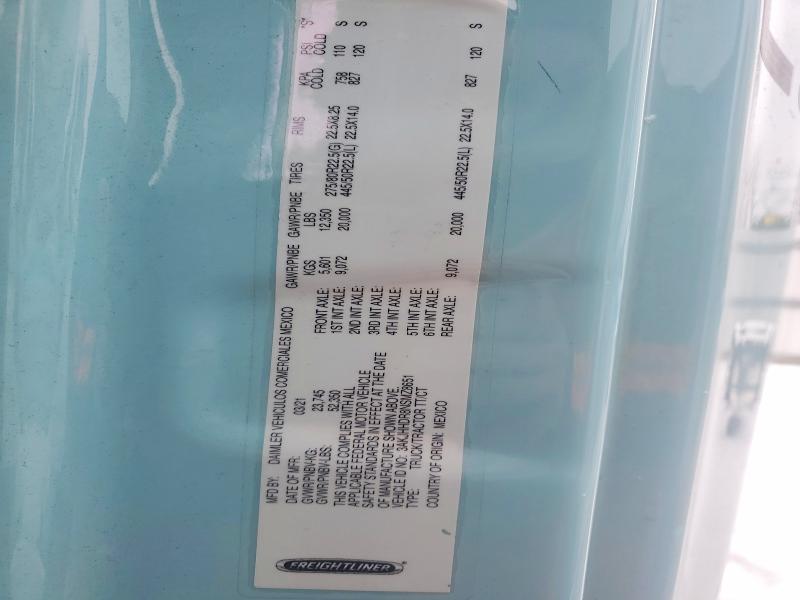 FREIGHTLINER
MFD BY: DAIMLER VEHICULOS COMERCIALES MEXICO
DATE OF MFR: 03/21
GVWR/PNBV-KG: 23,745
GVWR/PNBV-LBS: 52,350
THIS VEHICLE COMPLIES WITH ALL
APPLICABLE FEDERAL MOTOR VEHICLE
SAFETY STANDARDS IN EFFECT AT THE DATE
OF MANUFACTURE SHOWN ABOVE.
VEHICLE ID NO.: 3AKJHHDR8NSMZ8651
TYPE: TRUCK/TRACTOR TT/CT
COUNTRY OF ORIGIN: MEXICO
GAWR/PNBE KGS GAWR/PNBE LBS TIRES RIMS KPA COLD PSI COLD "S"
FRONT AXLE: 5,601 12,350 275/80R22.5(G) 22.5X8.25 758 110 S
1ST INT AXLE: 9,072 20,000 445/50R22.5(L) 22.5X14.0 827 120 S
2ND INT AXLE:
3RD INT AXLE:
4TH INT AXLE:
5TH INT AXLE:
6TH INT AXLE:
REAR AXLE: 9,072 20,000 445/50R22.5(L) 22.5X14.0 827 120 S